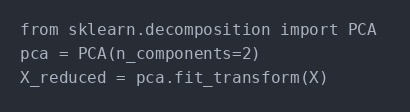 from sklearn.decomposition import PCA
pca = PCA(n_components=2)
X_reduced = pca.fit_transform(X)